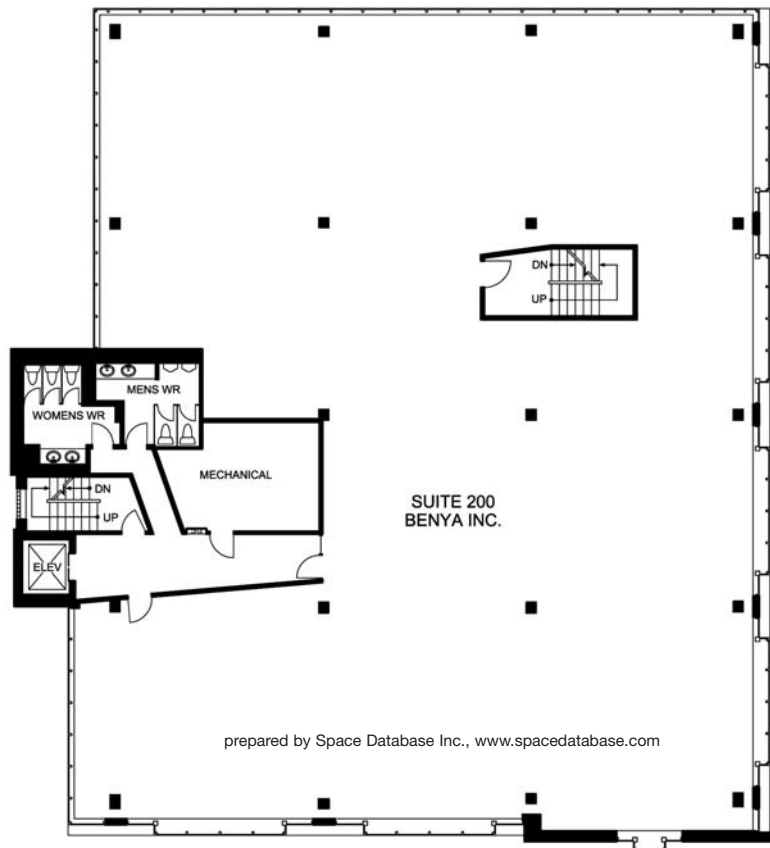 DN
UP
MENS WR
WOMENS WR
MECHANICAL
DN
UP
SUITE 200
BENYA INC.
ELEV
prepared by Space Database Inc., www.spacedatabase.com